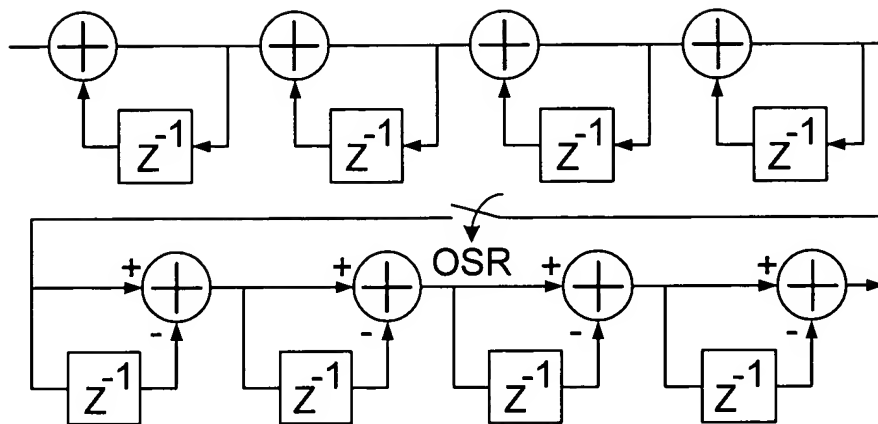 z⁻¹ z⁻¹ z⁻¹ z⁻¹
OSR
+ + + +
- - - -
z⁻¹ z⁻¹ z⁻¹ z⁻¹